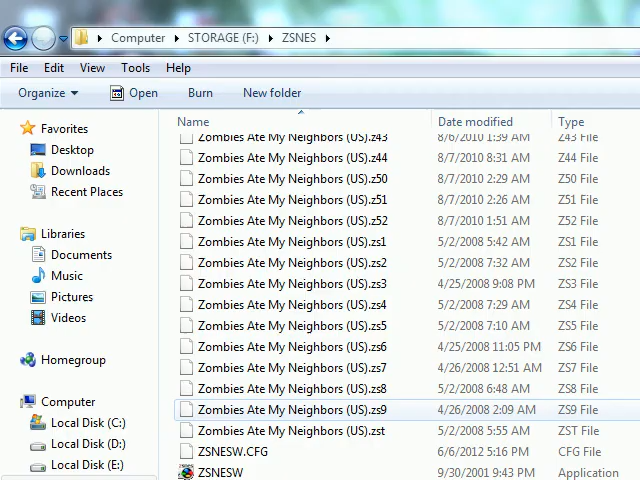 Computer STORAGE (F:) ZSNES
File Edit View Tools Help
Organize Open Burn New folder
Name Date modified Type
Favorites
Desktop
Downloads
Recent Places
Libraries
Documents
Music
Pictures
Videos
Homegroup
Computer
Local Disk (C:)
Local Disk (D:)
Local Disk (E:)
Zombies Ate My Neighbors (US).z43 8/6/2010 1:39 AM Z43 File
Zombies Ate My Neighbors (US).z44 8/7/2010 8:31 AM Z44 File
Zombies Ate My Neighbors (US).z50 8/7/2010 2:29 AM Z50 File
Zombies Ate My Neighbors (US).z51 8/7/2010 2:26 AM Z51 File
Zombies Ate My Neighbors (US).z52 8/7/2010 1:51 AM Z52 File
Zombies Ate My Neighbors (US).zs1 5/2/2008 5:42 AM ZS1 File
Zombies Ate My Neighbors (US).zs2 5/2/2008 7:32 AM ZS2 File
Zombies Ate My Neighbors (US).zs3 4/25/2008 9:08 PM ZS3 File
Zombies Ate My Neighbors (US).zs4 5/2/2008 7:29 AM ZS4 File
Zombies Ate My Neighbors (US).zs5 5/2/2008 7:10 AM ZS5 File
Zombies Ate My Neighbors (US).zs6 4/25/2008 11:05 PM ZS6 File
Zombies Ate My Neighbors (US).zs7 4/26/2008 12:51 AM ZS7 File
Zombies Ate My Neighbors (US).zs8 5/2/2008 6:48 AM ZS8 File
Zombies Ate My Neighbors (US).zs9 4/26/2008 2:09 AM ZS9 File
Zombies Ate My Neighbors (US).zst 5/2/2008 5:55 AM ZST File
ZSNESW.CFG 6/6/2012 5:16 PM CFG File
ZSNESW 9/30/2001 9:43 PM Application